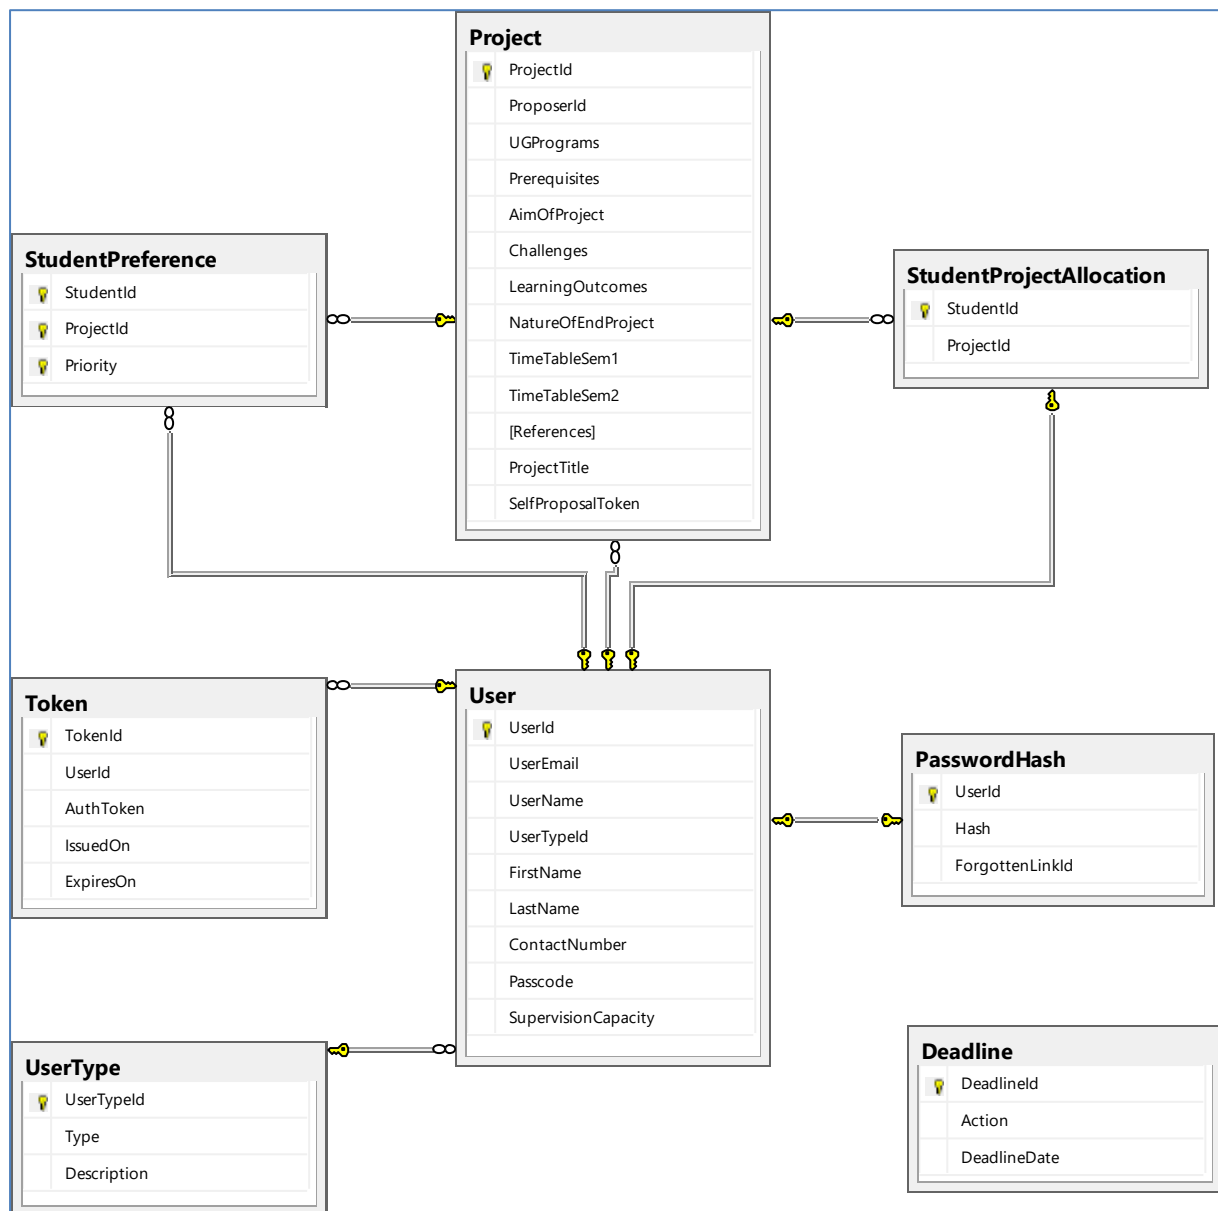 Project
ProjectId
ProposerId
UGPrograms
Prerequisites
AimOfProject
Challenges
LearningOutcomes
NatureOfEndProject
TimeTableSem1
TimeTableSem2
[References]
ProjectTitle
SelfProposalToken
StudentPreference
StudentId
ProjectId
Priority
StudentProjectAllocation
StudentId
ProjectId
Token
TokenId
UserId
AuthToken
IssuedOn
ExpiresOn
User
UserId
UserEmail
UserName
UserTypeId
FirstName
LastName
ContactNumber
Passcode
SupervisionCapacity
PasswordHash
UserId
Hash
ForgottenLinkId
UserType
UserTypeId
Type
Description
Deadline
DeadlineId
Action
DeadlineDate